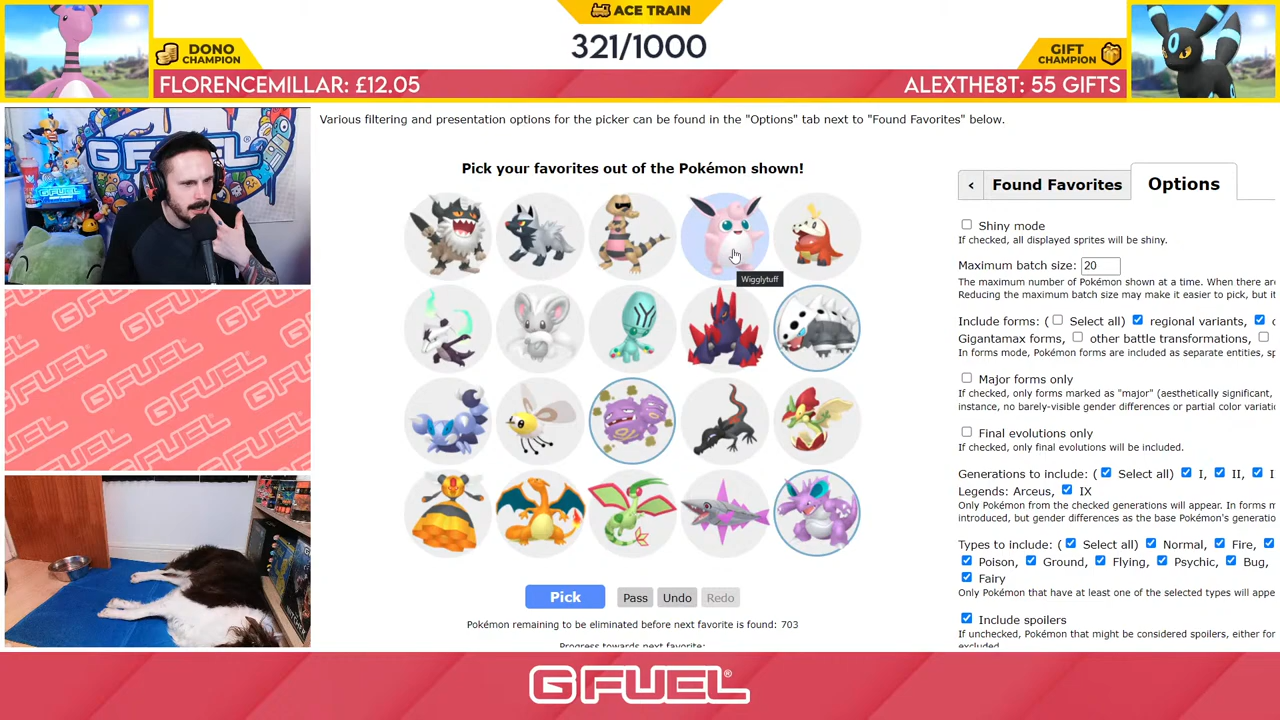 ACE TRAIN
321/1000
DONO
CHAMPION
GIFT
CHAMPION
FLORENCEMILLAR: £12.05
ALEXTHE8T: 55 GIFTS
Various filtering and presentation options for the picker can be found in the "Options" tab next to "Found Favorites" below.
Pick your favorites out of the Pokémon shown!
Wigglytuff
Pick
Pass
Undo
Redo
Pokémon remaining to be eliminated before next favorite is found: 703
Progress towards next favorite:
‹
Found Favorites
Options
Shiny mode
If checked, all displayed sprites will be shiny.
Maximum batch size: 20
The maximum number of Pokémon shown at a time. When there are
Reducing the maximum batch size may make it easier to pick, but it
Include forms: ( Select all) regional variants,
Gigantamax forms, other battle transformations,
In forms mode, Pokémon forms are included as separate entities, sp
Major forms only
If checked, only forms marked as "major" (aesthetically significant,
instance, no barely-visible gender differences or partial color variatio
Final evolutions only
If checked, only final evolutions will be included.
Generations to include: ( Select all) I, II, I
Legends: Arceus, IX
Only Pokémon from the checked generations will appear. In forms m
introduced, but gender differences as the base Pokémon's generatio
Types to include: ( Select all) Normal, Fire,
Poison, Ground, Flying, Psychic, Bug,
Fairy
Only Pokémon that have at least one of the selected types will appe
Include spoilers
If unchecked, Pokémon that might be considered spoilers, either for
excluded.
G FUEL
G FUEL®